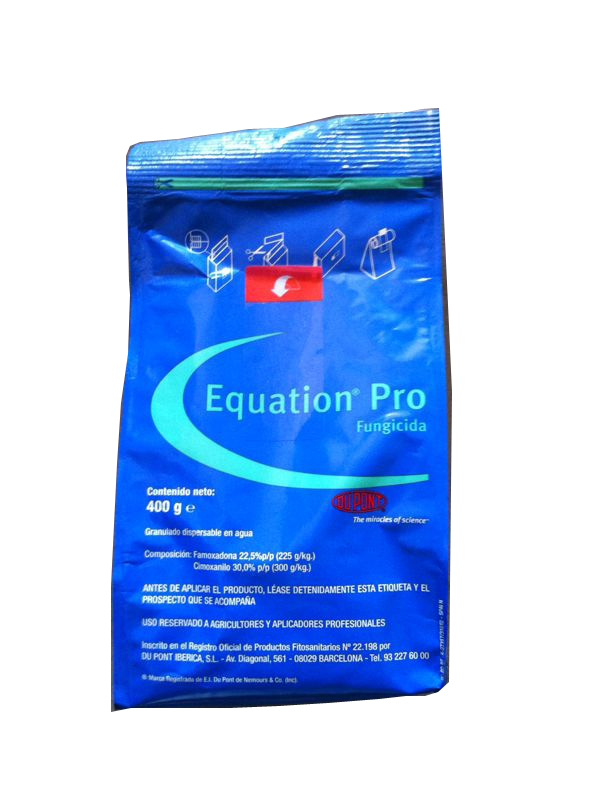 Equation® Pro
Fungicida
Contenido neto:
400 g ℮
DU PONT®
The miracles of science™
Granulado dispersable en agua
Composición: Famoxadona 22,5%p/p (225 g/kg.)
Cimoxanilo 30,0% p/p (300 g/kg.)
ANTES DE APLICAR EL PRODUCTO, LÉASE DETENIDAMENTE ESTA ETIQUETA Y EL
PROSPECTO QUE SE ACOMPAÑA
USO RESERVADO A AGRICULTORES Y APLICADORES PROFESIONALES
Inscrito en el Registro Oficial de Productos Fitosanitarios Nº 22.198 por
DU PONT IBERICA, S.L. - Av. Diagonal, 561 - 08029 BARCELONA - Tel. 93 227 60 00
® Marca Registrada de E.I. Du Pont de Nemours & Co. (Inc).